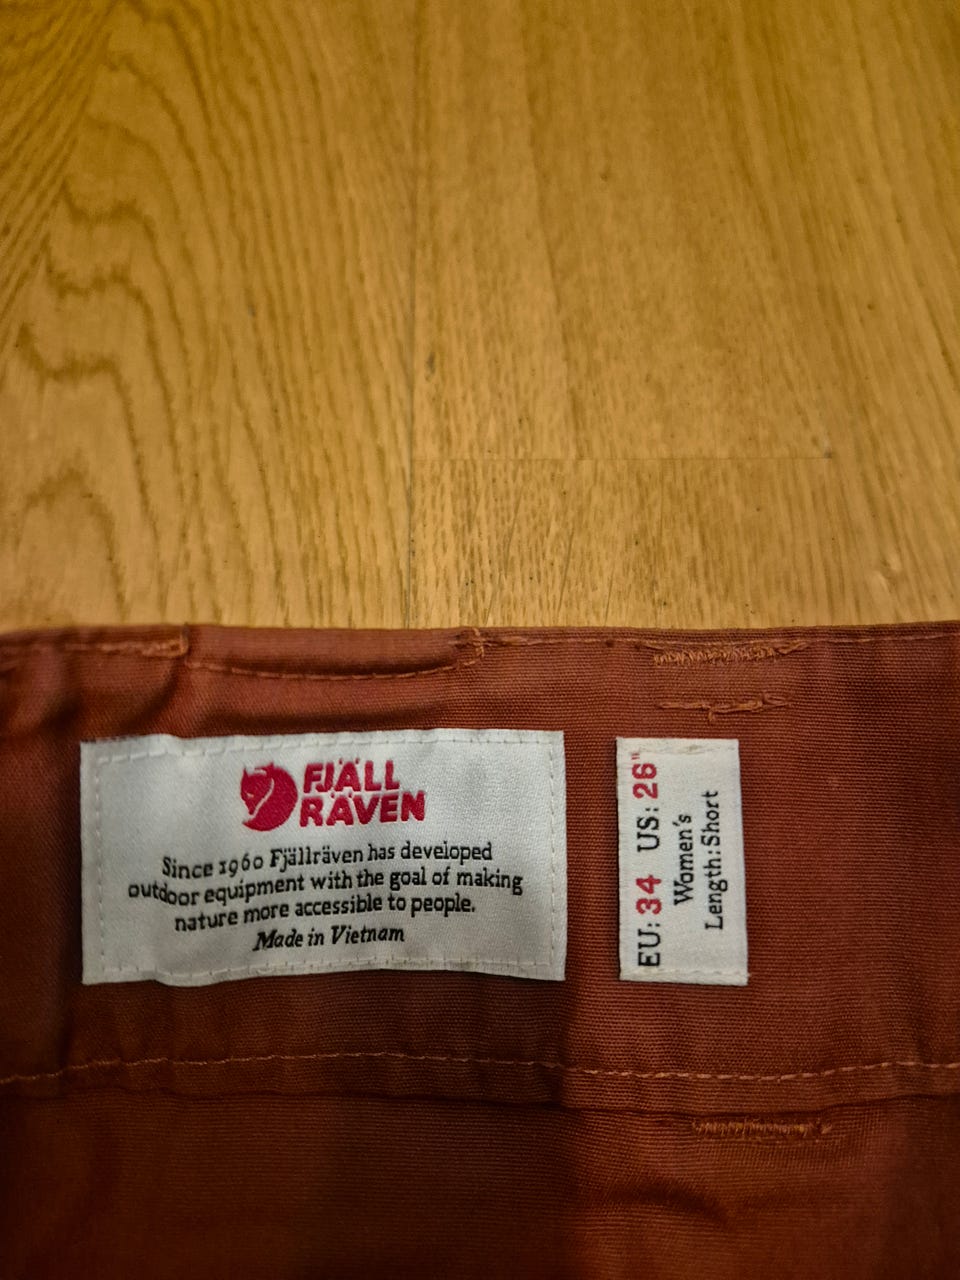 FJÄLL
RÄVEN
Since 1960 Fjällräven has developed
outdoor equipment with the goal of making
nature more accessible to people.
Made in Vietnam
EU: 34 US: 26"
Women's
Length: Short